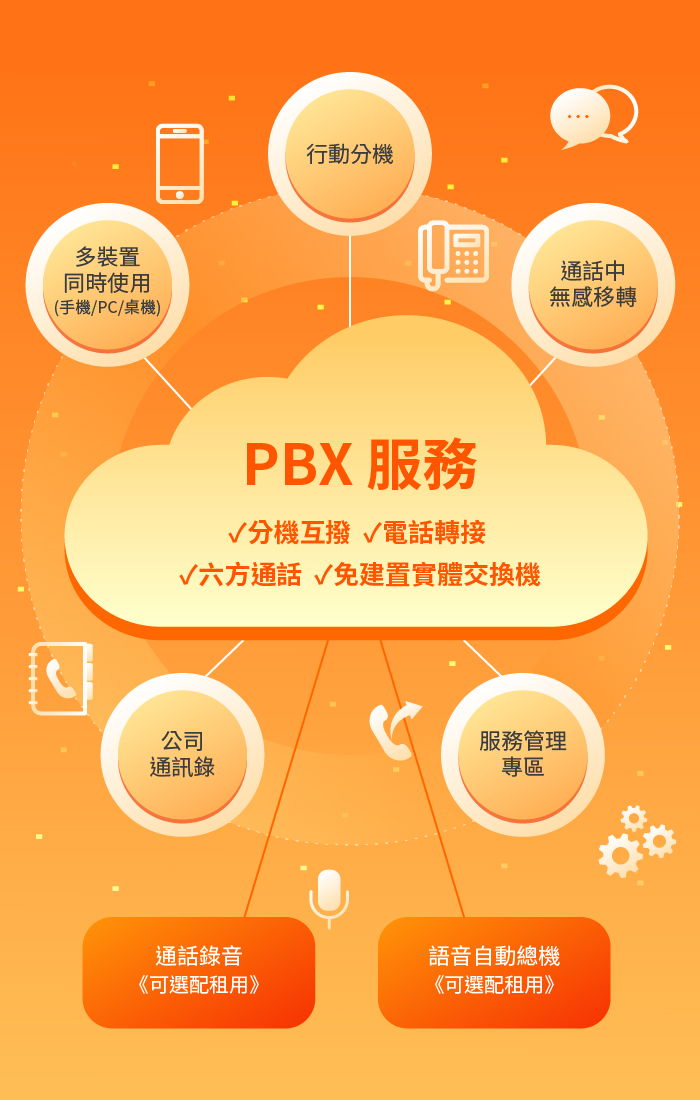 行動分機
多裝置
同時使用
(手機/PC/桌機)
通話中
無感移轉
PBX 服務
✓分機互撥 ✓電話轉接
✓六方通話 ✓免建置實體交換機
公司
通訊錄
服務管理
專區
通話錄音
《可選配租用》
語音自動總機
《可選配租用》